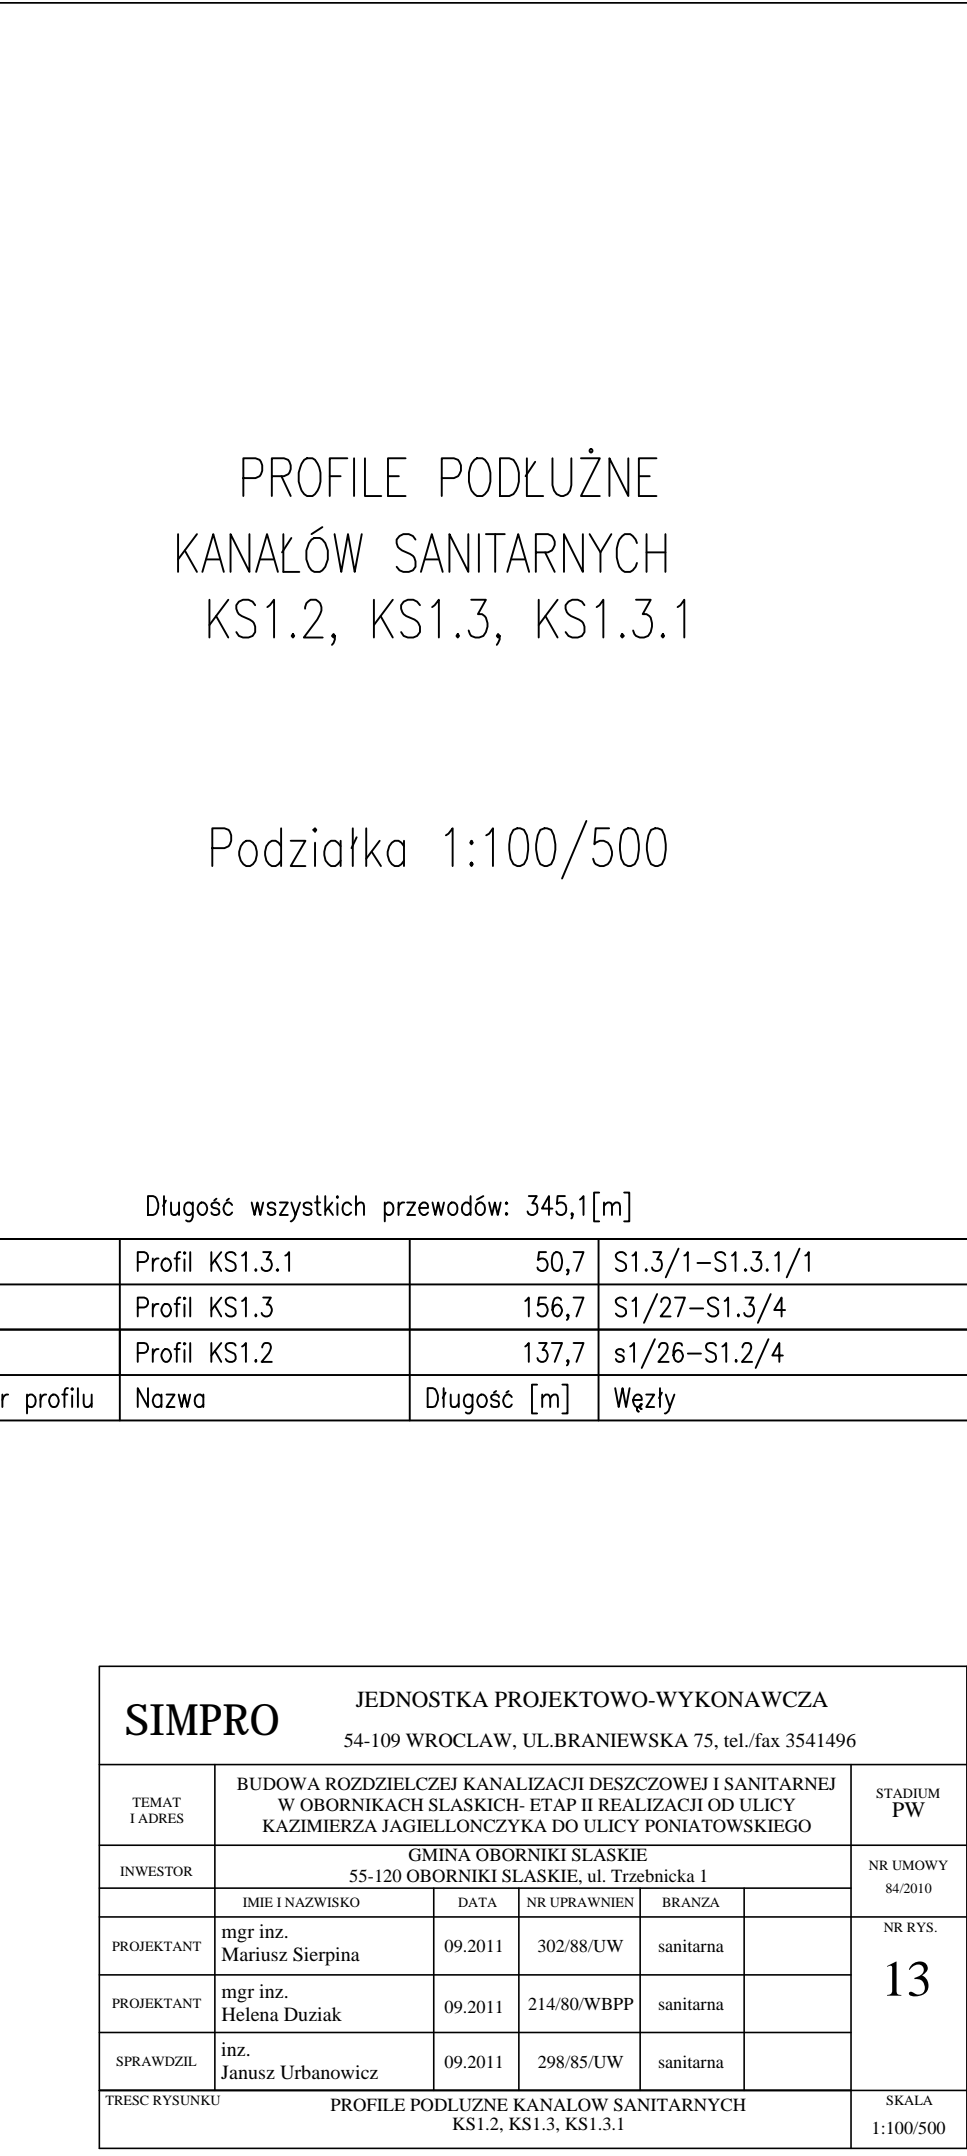 PROFILE PODŁUŻNE
KANAŁÓW SANITARNYCH
KS1.2, KS1.3, KS1.3.1
Podziałka 1:100/500
Długość wszystkich przewodów: 345,1[m]
Profil KS1.3.1 50,7 S1.3/1-S1.3.1/1
Profil KS1.3 156,7 S1/27-S1.3/4
Profil KS1.2 137,7 s1/26-S1.2/4
r profilu Nazwa Długość [m] Węzły
SIMPRO
JEDNOSTKA PROJEKTOWO-WYKONAWCZA
54-109 WROCLAW, UL.BRANIEWSKA 75, tel./fax 3541496
TEMAT
I ADRES
BUDOWA ROZDZIELCZEJ KANALIZACJI DESZCZOWEJ I SANITARNEJ
W OBORNIKACH SLASKICH- ETAP II REALIZACJI OD ULICY
KAZIMIERZA JAGIELLONCZYKA DO ULICY PONIATOWSKIEGO
STADIUM
PW
INWESTOR
GMINA OBORNIKI SLASKIE
55-120 OBORNIKI SLASKIE, ul. Trzebnicka 1
NR UMOWY
84/2010
IMIE I NAZWISKO DATA NR UPRAWNIEN BRANZA
NR RYS.
13
PROJEKTANT
mgr inz.
Mariusz Sierpina
09.2011 302/88/UW sanitarna
PROJEKTANT
mgr inz.
Helena Duziak
09.2011 214/80/WBPP sanitarna
SPRAWDZIL
inz.
Janusz Urbanowicz
09.2011 298/85/UW sanitarna
TRESC RYSUNKU
PROFILE PODLUZNE KANALOW SANITARNYCH
KS1.2, KS1.3, KS1.3.1
SKALA
1:100/500